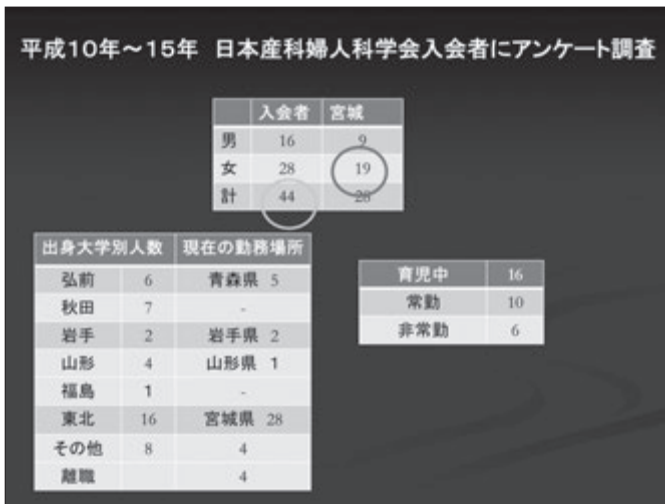 平成10年～15年 日本産科婦人科学会入会者にアンケート調査
入会者 宮城
男 16 9
女 28 19
計 44 28
出身大学別人数 現在の勤務場所
弘前 6 青森県 5
秋田 7 -
岩手 2 岩手県 2
山形 4 山形県 1
福島 1 -
東北 16 宮城県 28
その他 8 4
離職 4
育児中 16
常勤 10
非常勤 6